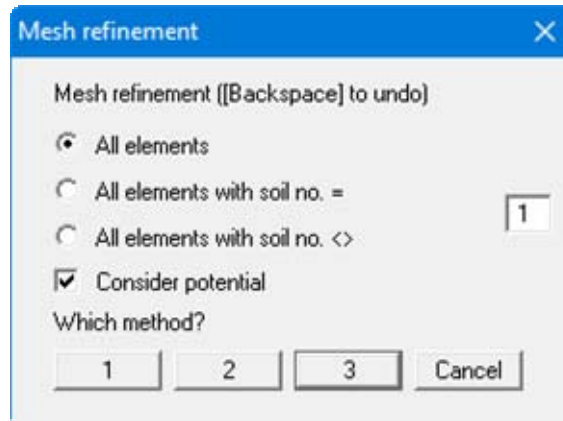 Mesh refinement
Mesh refinement ([Backspace] to undo)
All elements
All elements with soil no. =
1
All elements with soil no. <>
Consider potential
Which method?
1 2 3 Cancel